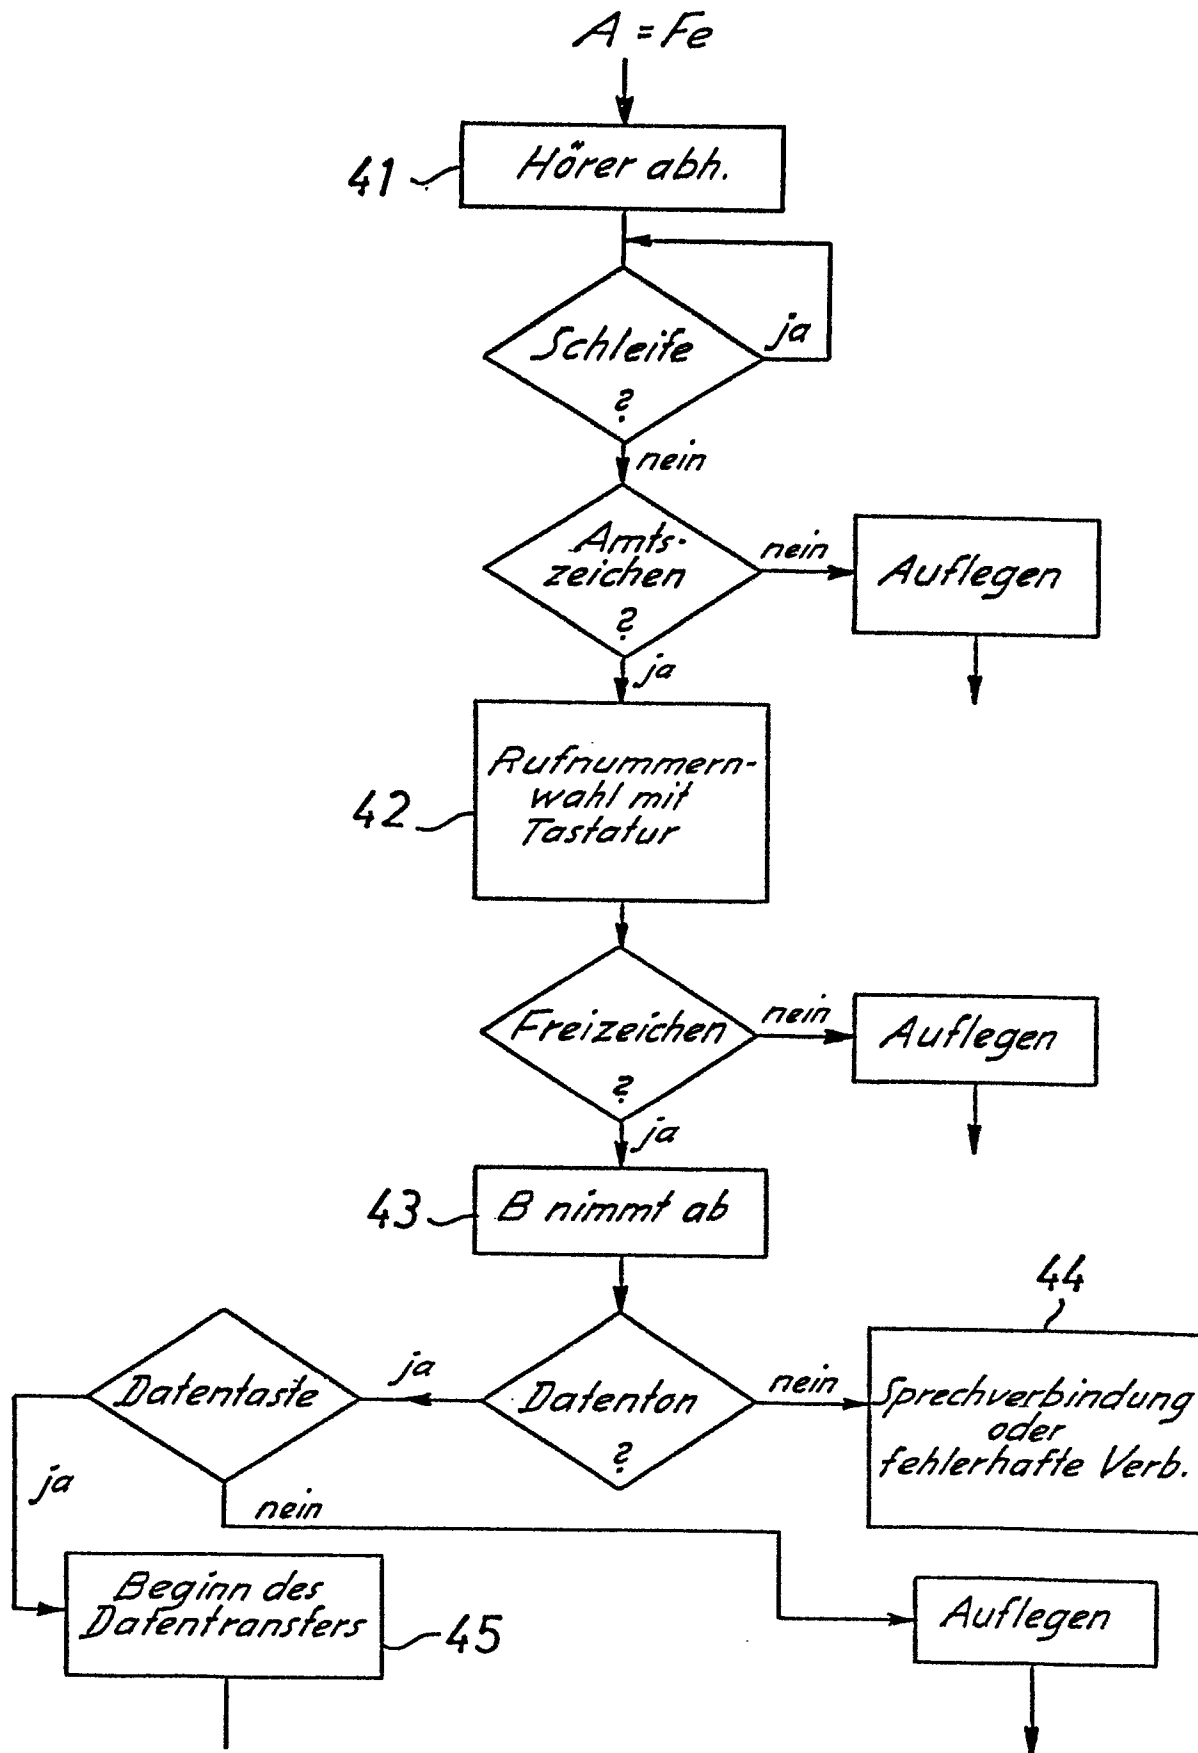 A = Fe
41
Hörer abh.
Schleife
?
ja
nein
Amts-
zeichen
?
nein
Auflegen
ja
42
Rufnummern-
wahl mit
Tastatur
Freizeichen
?
nein
Auflegen
ja
43
B nimmt ab
44
Datentaste
ja
Datenton
?
nein
Sprechverbindung
oder
fehlerhafte Verb.
ja
nein
Beginn des
Datentransfers
45
Auflegen